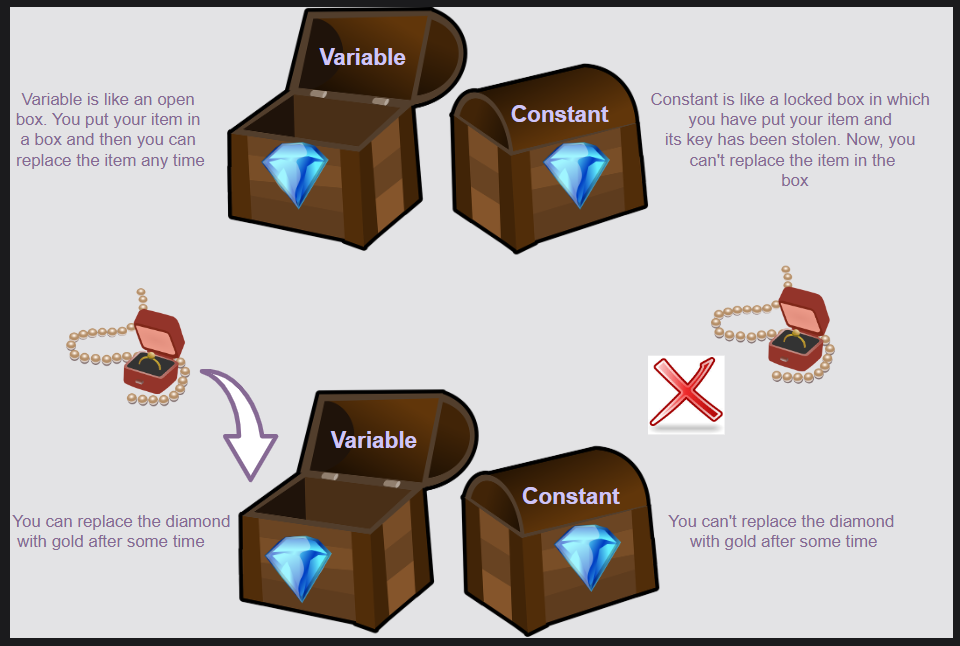 Variable
Constant
Variable is like an open
box. You put your item in
a box and then you can
replace the item any time
Constant is like a locked box in which
you have put your item and
its key has been stolen. Now, you
can't replace the item in the
box
Variable
Constant
You can replace the diamond
with gold after some time
You can't replace the diamond
with gold after some time